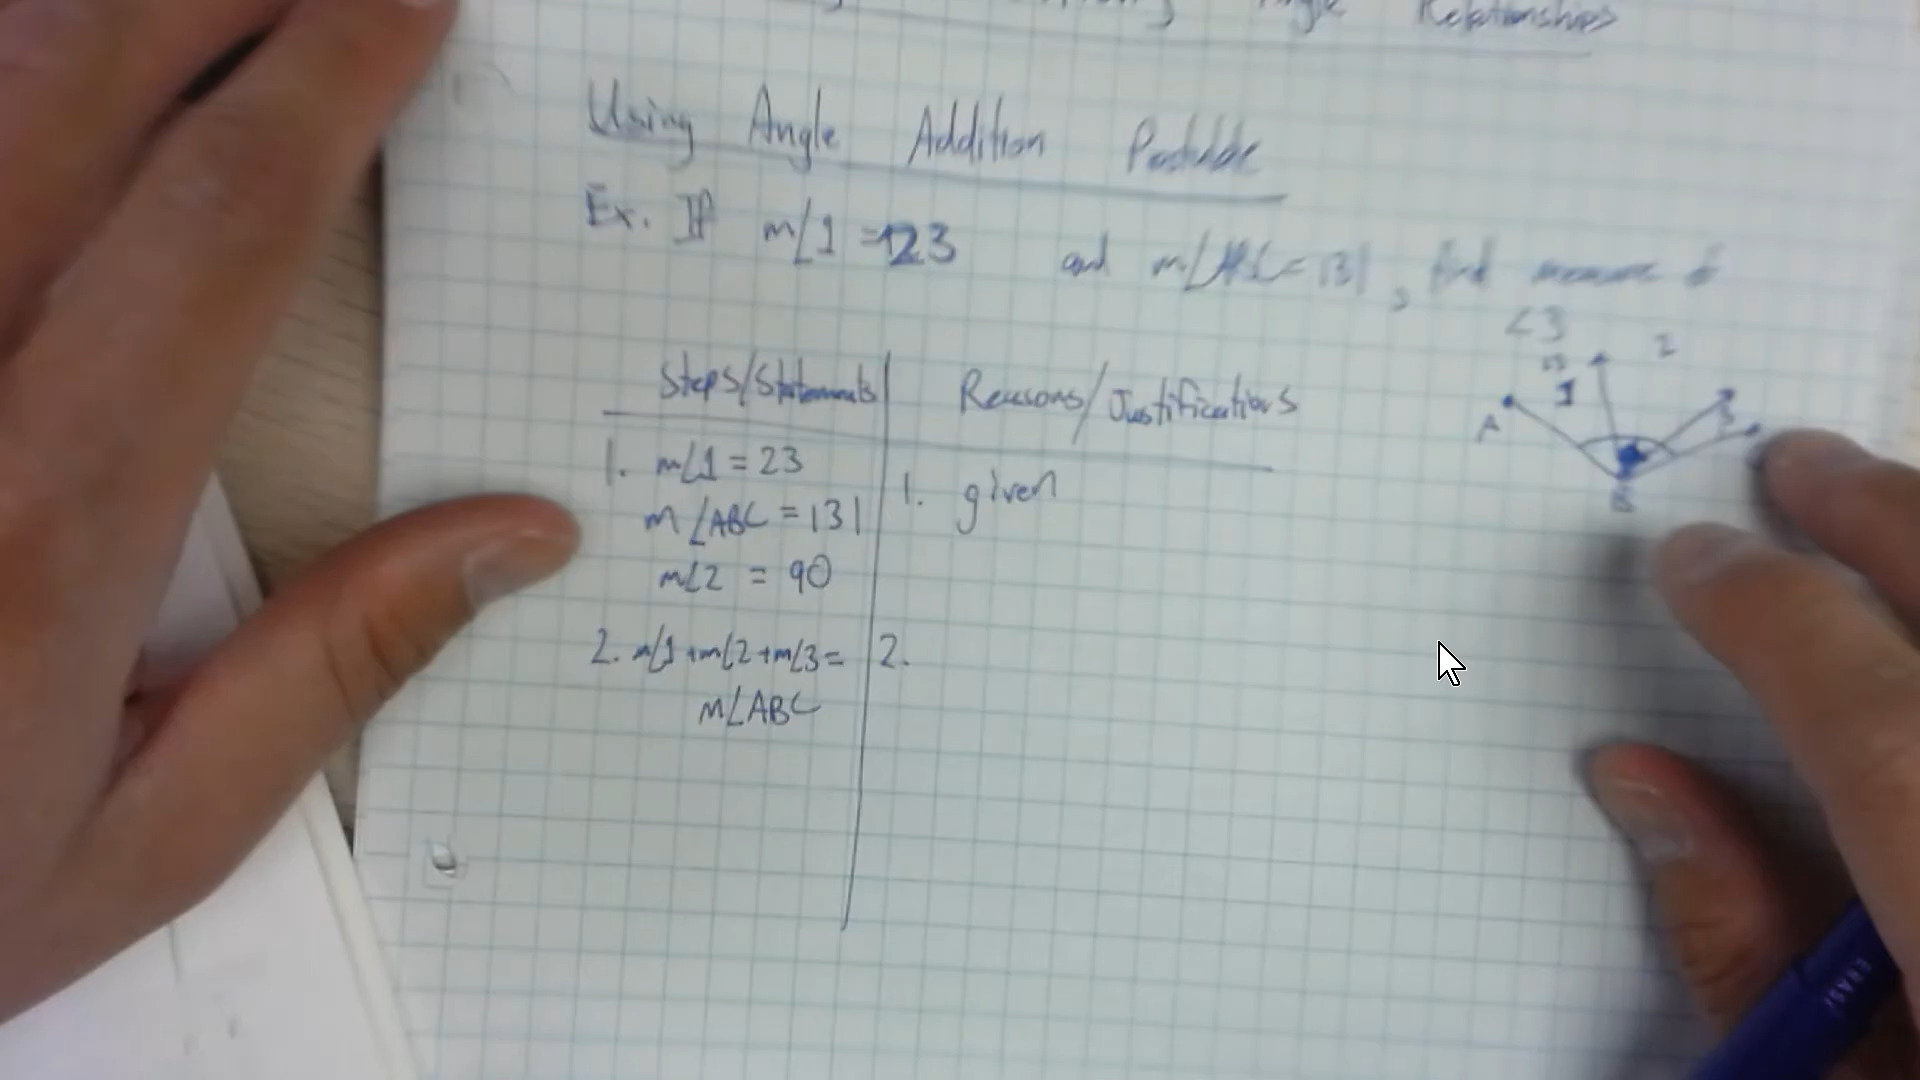 Relationships
Using Angle Addition Postulate
Ex. If m∠1 = 23 and m∠ABC = 131, find measure of
∠3
Steps/Statements Reasons/Justifications
1. m∠1 = 23 1. given
m∠ABC = 131
m∠2 = 90
2. m∠1+m∠2+m∠3= 2.
m∠ABC
2
1
A
3
B